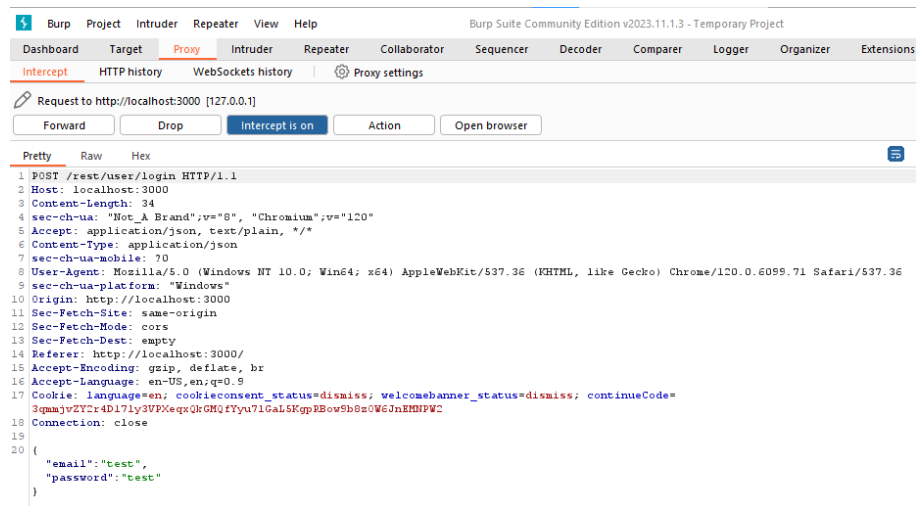 Burp Project Intruder Repeater View Help Burp Suite Community Edition v2023.11.1.3 - Temporary Project
Dashboard Target Proxy Intruder Repeater Collaborator Sequencer Decoder Comparer Logger Organizer Extensions
Intercept HTTP history WebSockets history Proxy settings
Request to http://localhost:3000 [127.0.0.1]
Forward Drop Intercept is on Action Open browser
Pretty Raw Hex
1 POST /rest/user/login HTTP/1.1
2 Host: localhost:3000
3 Content-Length: 34
4 sec-ch-ua: "Not_A Brand";v="8", "Chromium";v="120"
5 Accept: application/json, text/plain, */*
6 Content-Type: application/json
7 sec-ch-ua-mobile: ?0
8 User-Agent: Mozilla/5.0 (Windows NT 10.0; Win64; x64) AppleWebKit/537.36 (KHTML, like Gecko) Chrome/120.0.6099.71 Safari/537.36
9 sec-ch-ua-platform: "Windows"
10 Origin: http://localhost:3000
11 Sec-Fetch-Site: same-origin
12 Sec-Fetch-Mode: cors
13 Sec-Fetch-Dest: empty
14 Referer: http://localhost:3000/
15 Accept-Encoding: gzip, deflate, br
16 Accept-Language: en-US,en;q=0.9
17 Cookie: language=en; cookieconsent_status=dismiss; welcomebanner_status=dismiss; continueCode=
18 Connection: close
19
20 {
"email":"test",
"password":"test"
}